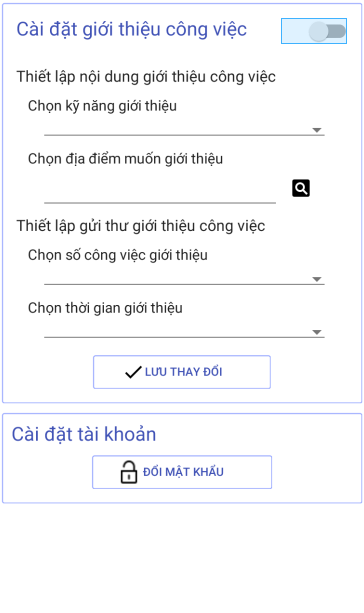 Cài đặt giới thiệu công việc
Thiết lập nội dung giới thiệu công việc
Chọn kỹ năng giới thiệu
Chọn địa điểm muốn giới thiệu
Thiết lập gửi thư giới thiệu công việc
Chọn số công việc giới thiệu
Chọn thời gian giới thiệu
LƯU THAY ĐỔI
Cài đặt tài khoản
ĐỔI MẬT KHẨU